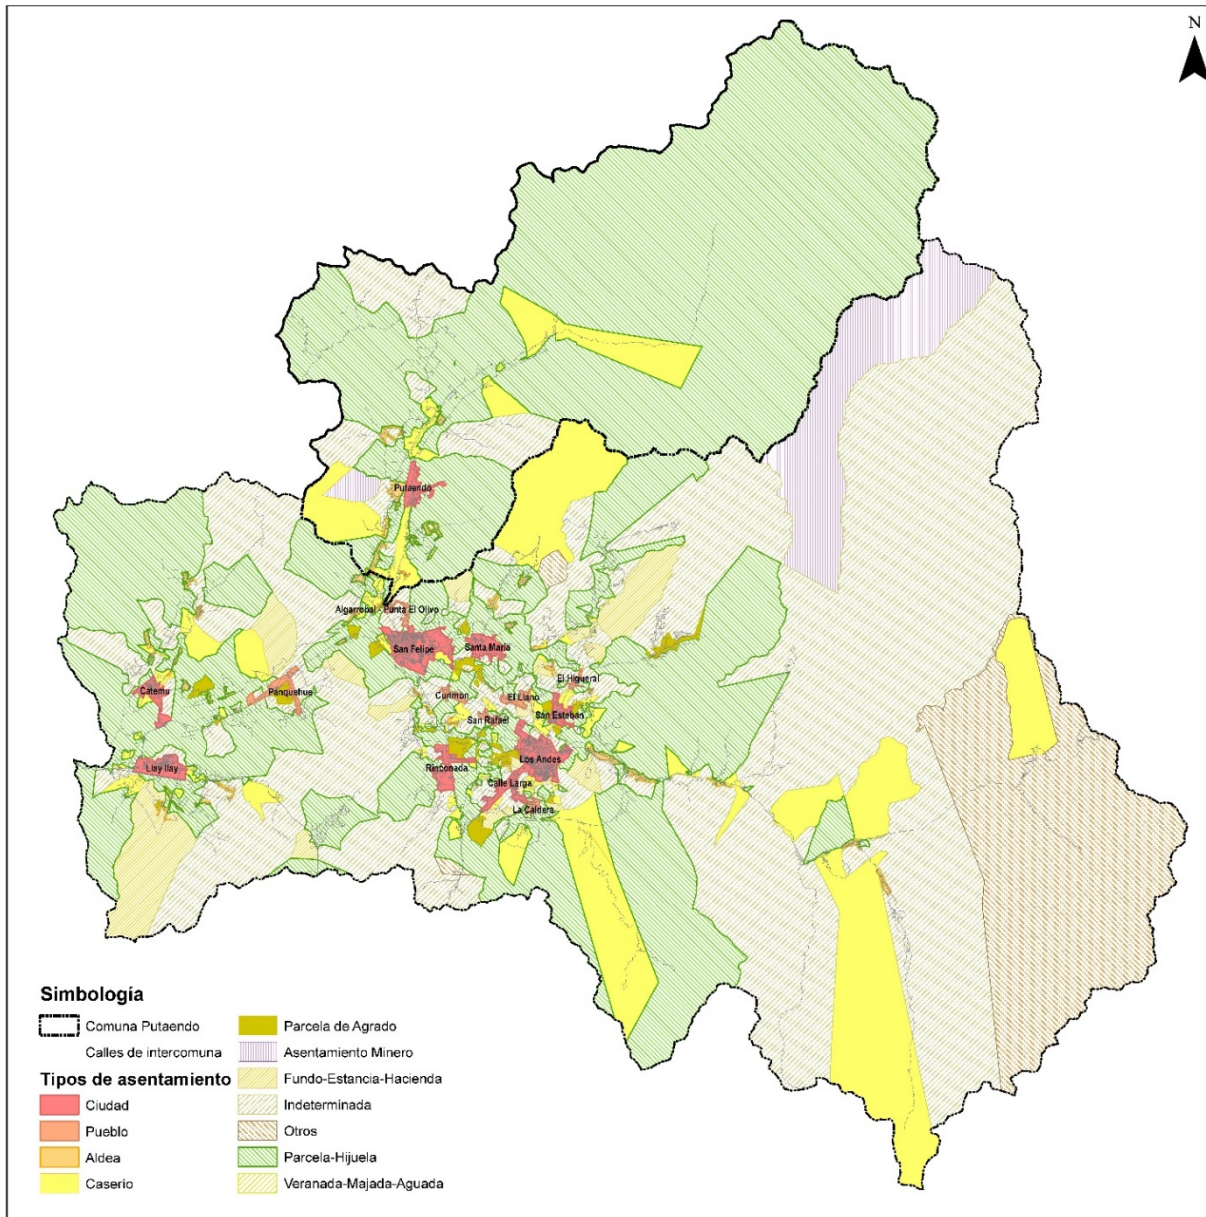 N
Putaendo
Algarrobal - Punta El Olivo
San Felipe
Santa María
El Higueral
Catemu
Panquehue
Curimon
El Llano
San Rafael
San Esteban
Llay llay
Rinconada
Los Andes
Calle Larga
La Caldera
Simbología
Comuna Putaendo
Calles de intercomuna
Tipos de asentamiento
Ciudad
Pueblo
Aldea
Caserio
Parcela de Agrado
Asentamiento Minero
Fundo-Estancia-Hacienda
Indeterminada
Otros
Parcela-Hijuela
Veranada-Majada-Aguada